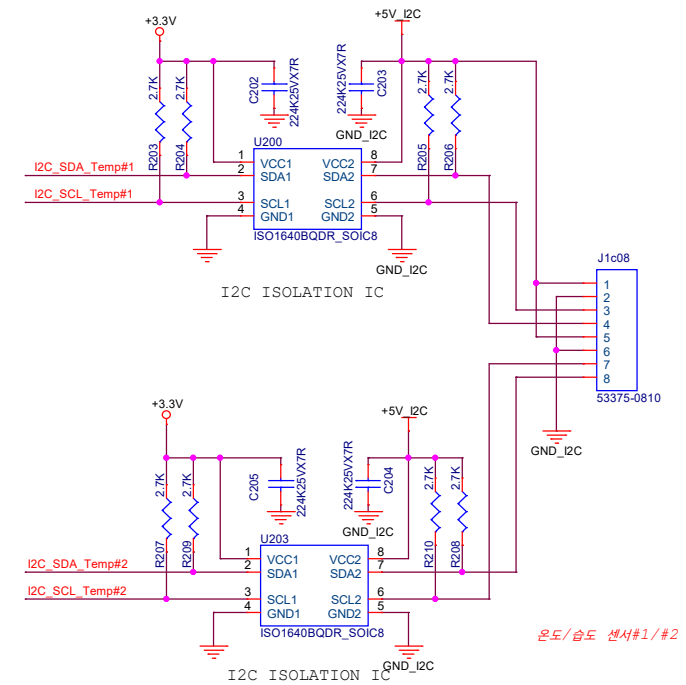 +3.3V
+5V_I2C
2.7K
2.7K
C202
224K25VX7R
224K25VX7R
C203
2.7K
2.7K
GND_I2C
R203
R204
U200
R205
R206
1 VCC1 VCC2 8
I2C_SDA_Temp#1
2 SDA1 SDA2 7
I2C_SCL_Temp#1
3 SCL1 SCL2 6
4 GND1 GND2 5
ISO1640BQDR_SOIC8
GND_I2C
I2C ISOLATION IC
J1c08
1
2
3
4
5
6
7
8
53375-0810
GND_I2C
+3.3V
+5V_I2C
2.7K
2.7K
C205
224K25VX7R
224K25VX7R
C204
2.7K
2.7K
GND_I2C
R207
R209
U203
R210
R208
1 VCC1 VCC2 8
I2C_SDA_Temp#2
2 SDA1 SDA2 7
I2C_SCL_Temp#2
3 SCL1 SCL2 6
4 GND1 GND2 5
ISO1640BQDR_SOIC8
온도/습도 센서#1/#2
GND_I2C
I2C ISOLATION IC